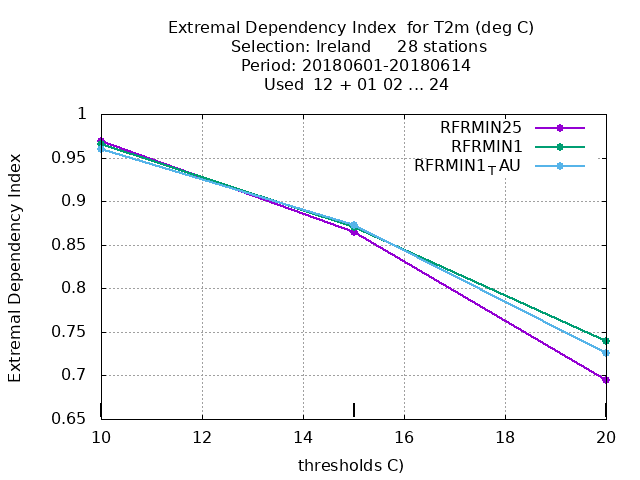 Extremal Dependency Index  for T2m (deg C)
Selection: Ireland     28 stations
Period: 20180601-20180614
Used  12 + 01 02 ... 24
RFRMIN25
RFRMIN1
RFRMIN1TAU
Extremal Dependency Index
1
0.95
0.9
0.85
0.8
0.75
0.7
0.65
10 12 14 16 18 20
thresholds C)